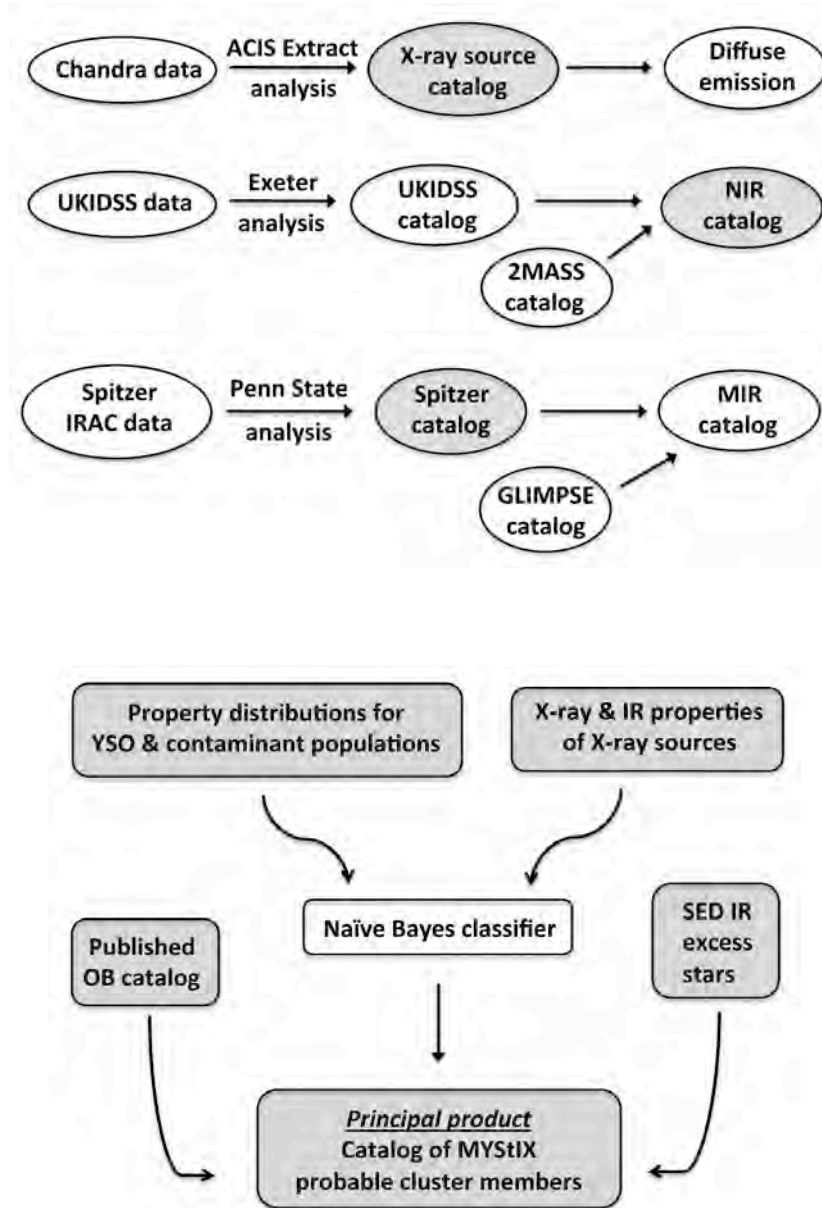 Chandra data
ACIS Extract
analysis
X-ray source
catalog
Diffuse
emission
UKIDSS data
Exeter
analysis
UKIDSS
catalog
NIR
catalog
2MASS
catalog
Spitzer
IRAC data
Penn State
analysis
Spitzer
catalog
MIR
catalog
GLIMPSE
catalog
Property distributions for
YSO & contaminant populations
X-ray & IR properties
of X-ray sources
Naïve Bayes classifier
Published
OB catalog
SED IR
excess
stars
Principal product
Catalog of MYStIX
probable cluster members